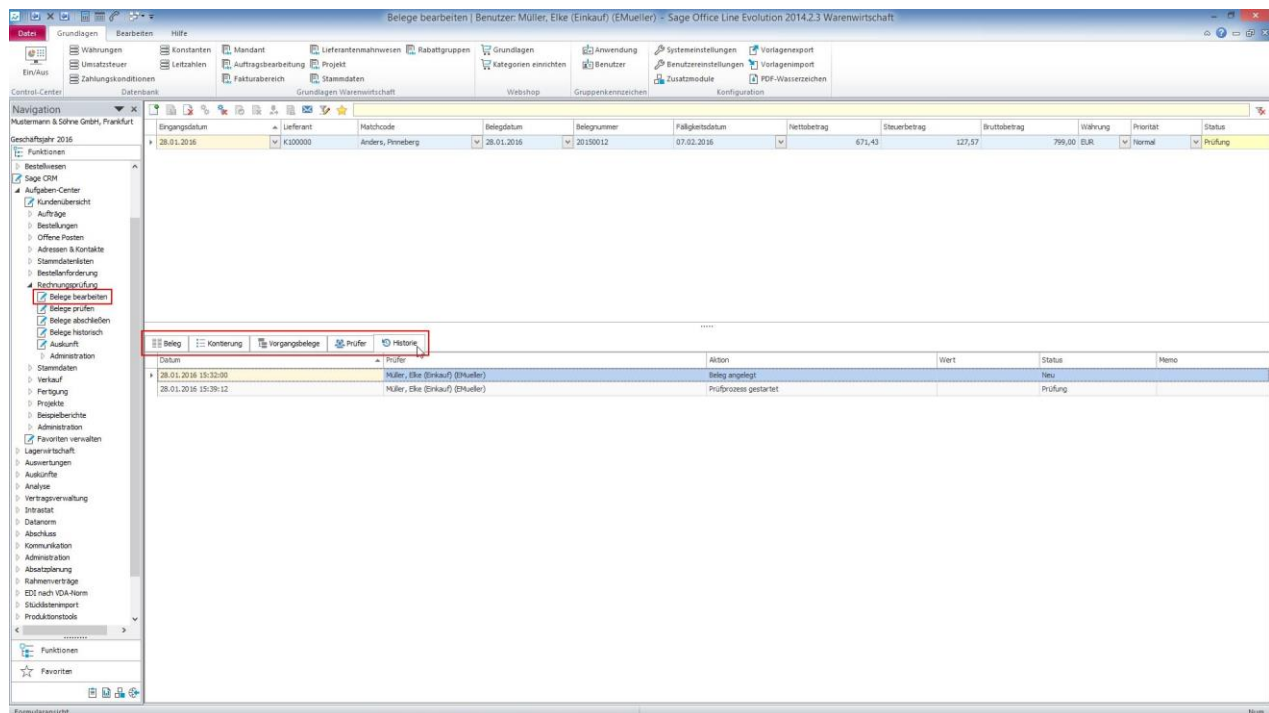 Belege bearbeiten | Benutzer: Müller, Elke (Einkauf) (EMueller) - Sage Office Line Evolution 2014.2.3 Warenwirtschaft
Datei Grundlagen Bearbeiten Hilfe
Währungen Konstanten Mandant Lieferantenmahnwesen Rabattgruppen Grundlagen Anwendung Systemeinstellungen Vorlagenexport
Umsatzsteuer Leitzahlen Auftragsbearbeitung Projekt Kategorien einrichten Benutzer Benutzereinstellungen Vorlagenimport
Ein/Aus Zahlungskonditionen Fakturabereich Stammdaten Zusatzmodule PDF-Wasserzeichen
Control-Center Datenbank Grundlagen Warenwirtschaft Webshop Gruppenkennzeichen Konfiguration
Navigation
Mustermann & Söhne GmbH, Frankfurt
Geschäftsjahr 2016
Funktionen
Bestellwesen
Sage CRM
Aufgaben-Center
Kundenübersicht
Aufträge
Bestellungen
Offene Posten
Adressen & Kontakte
Stammdatenlisten
Bestellanforderung
Rechnungsprüfung
Belege bearbeiten
Belege prüfen
Belege abschließen
Belege historisch
Auskunft
Administration
Stammdaten
Verkauf
Fertigung
Projekte
Beispielberichte
Administration
Favoriten verwalten
Lagerwirtschaft
Auswertungen
Auskünfte
Analyse
Vertragsverwaltung
Intrastat
Datanorm
Abschluss
Kommunikation
Administration
Absatzplanung
Rahmenverträge
EDI nach VDA-Norm
Stücklistenimport
Produktionstools
Funktionen
Favoriten
Eingangsdatum Lieferant Matchcode Belegdatum Belegnummer Fälligkeitsdatum Nettobetrag Steuerbetrag Bruttobetrag Währung Priorität Status
28.01.2016 K100000 Anders, Pinneberg 28.01.2016 20150012 07.02.2016 671,43 127,57 799,00 EUR Normal Prüfung
Beleg Kontierung Vorgangsbelege Prüfer Historie
Datum Prüfer Aktion Wert Status Memo
28.01.2016 15:32:00 Müller, Elke (Einkauf) (EMueller) Beleg angelegt Neu
28.01.2016 15:39:12 Müller, Elke (Einkauf) (EMueller) Prüfprozess gestartet Prüfung
Formularansicht Num